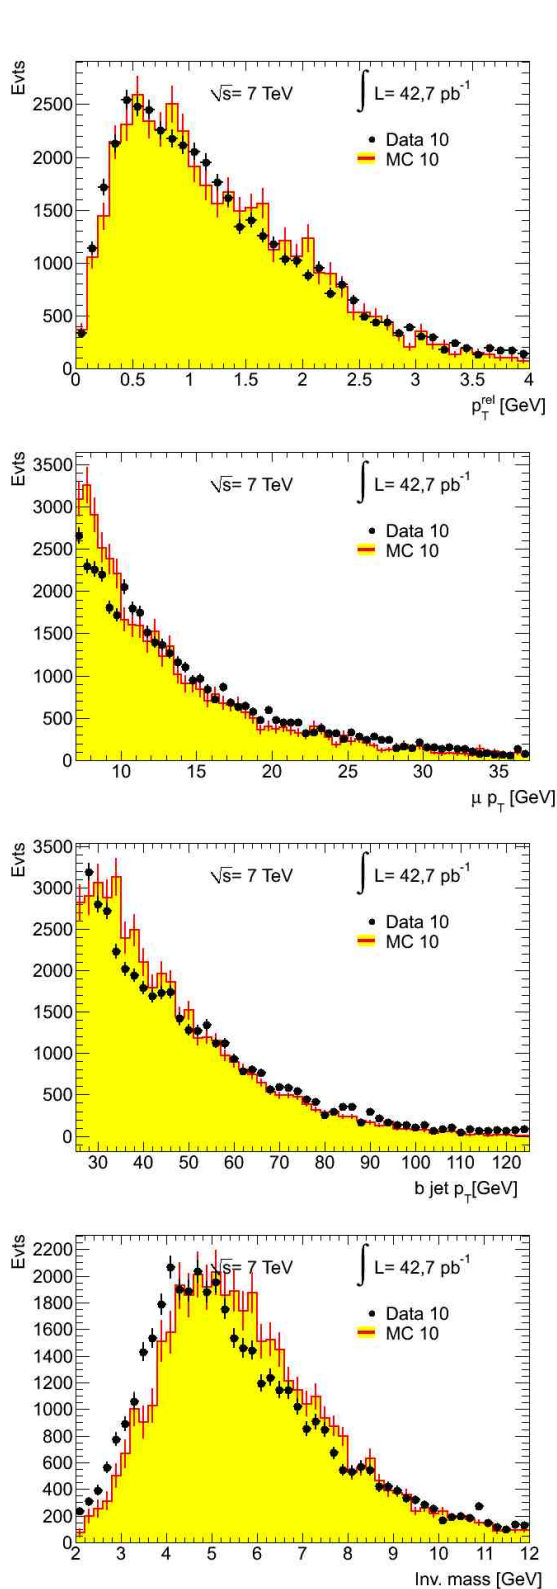 Evts
√s= 7 TeV ∫ L= 42,7 pb⁻¹
Data 10
MC 10
2500
2000
1500
1000
500
0
0 0.5 1 1.5 2 2.5 3 3.5 4
p_T^rel [GeV]
Evts
√s= 7 TeV ∫ L= 42,7 pb⁻¹
Data 10
MC 10
3500
3000
2500
2000
1500
1000
500
0
10 15 20 25 30 35
μ p_T [GeV]
Evts
√s= 7 TeV ∫ L= 42,7 pb⁻¹
Data 10
MC 10
3500
3000
2500
2000
1500
1000
500
0
30 40 50 60 70 80 90 100 110 120
b jet p_T[GeV]
Evts
√s= 7 TeV ∫ L= 42,7 pb⁻¹
Data 10
MC 10
2200
2000
1800
1600
1400
1200
1000
800
600
400
200
0
2 3 4 5 6 7 8 9 10 11 12
Inv. mass [GeV]